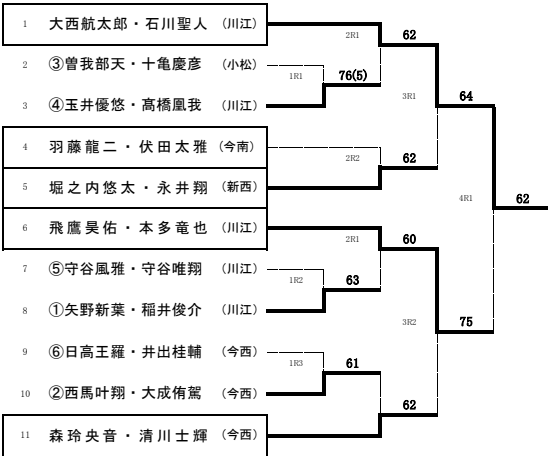 1 大西航太郎・石川聖人 （川江）
2R1 62
2 ③曽我部天・十亀慶彦 （小松）
1R1 76(5)
3 ④玉井優悠・髙橋凰我 （川江）
3R1 64
4 羽藤龍二・伏田太雅 （今南）
2R2 62
5 堀之内悠太・永井翔 （新西）
4R1 62
6 飛鷹昊佑・本多竜也 （川江）
2R1 60
7 ⑤守谷風雅・守谷唯翔 （川江）
1R2 63
8 ①矢野新葉・稲井俊介 （川江）
3R2 75
9 ⑥日高王羅・井出桂輔 （今西）
1R3 61
10 ②西馬叶翔・大成侑駕 （今西）
62
11 森玲央音・清川士輝 （今西）